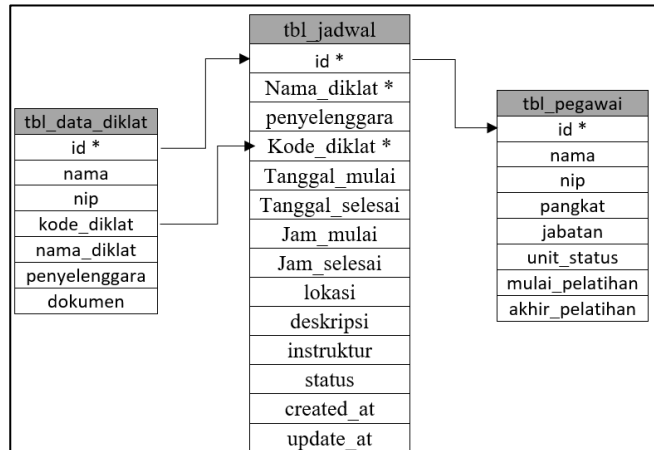 tbl_data_diklat
id *
nama
nip
kode_diklat
nama_diklat
penyelenggara
dokumen
tbl_jadwal
id *
Nama_diklat *
penyelenggara
Kode_diklat *
Tanggal_mulai
Tanggal_selesai
Jam_mulai
Jam_selesai
lokasi
deskripsi
instruktur
status
created_at
update_at
tbl_pegawai
id *
nama
nip
pangkat
jabatan
unit_status
mulai_pelatihan
akhir_pelatihan